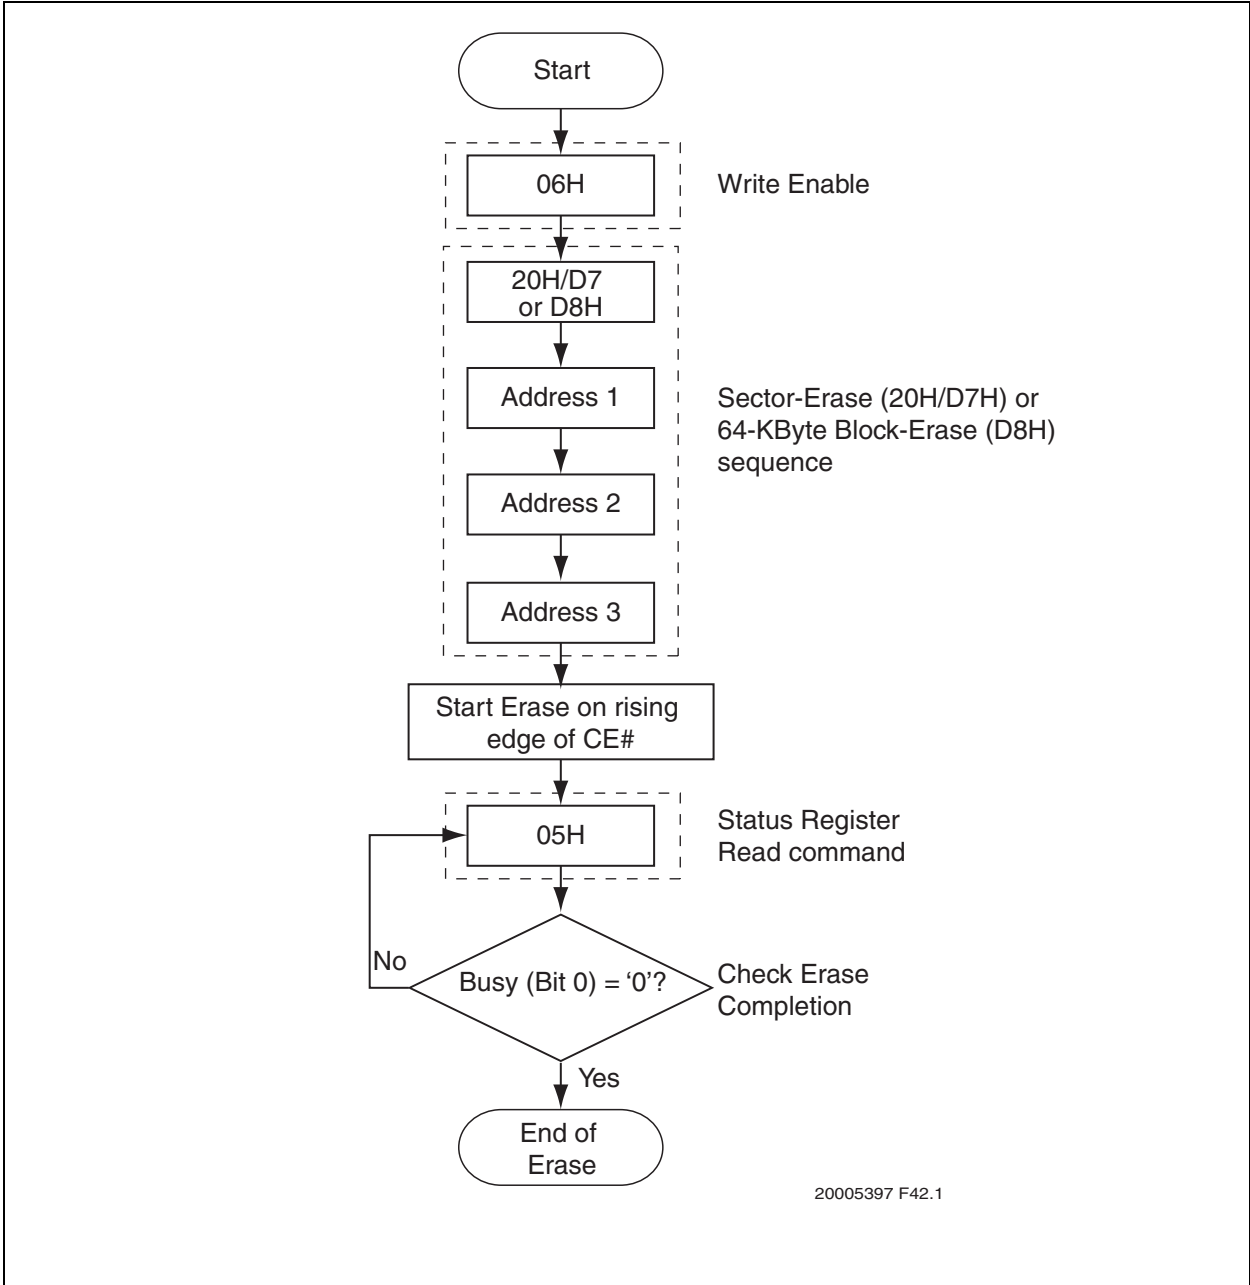 Start
06H
Write Enable
20H/D7
or D8H
Address 1
Sector-Erase (20H/D7H) or
64-KByte Block-Erase (D8H)
sequence
Address 2
Address 3
Start Erase on rising
edge of CE#
05H
Status Register
Read command
No
Busy (Bit 0) = ‘0’?
Check Erase
Completion
Yes
End of
Erase
20005397 F42.1